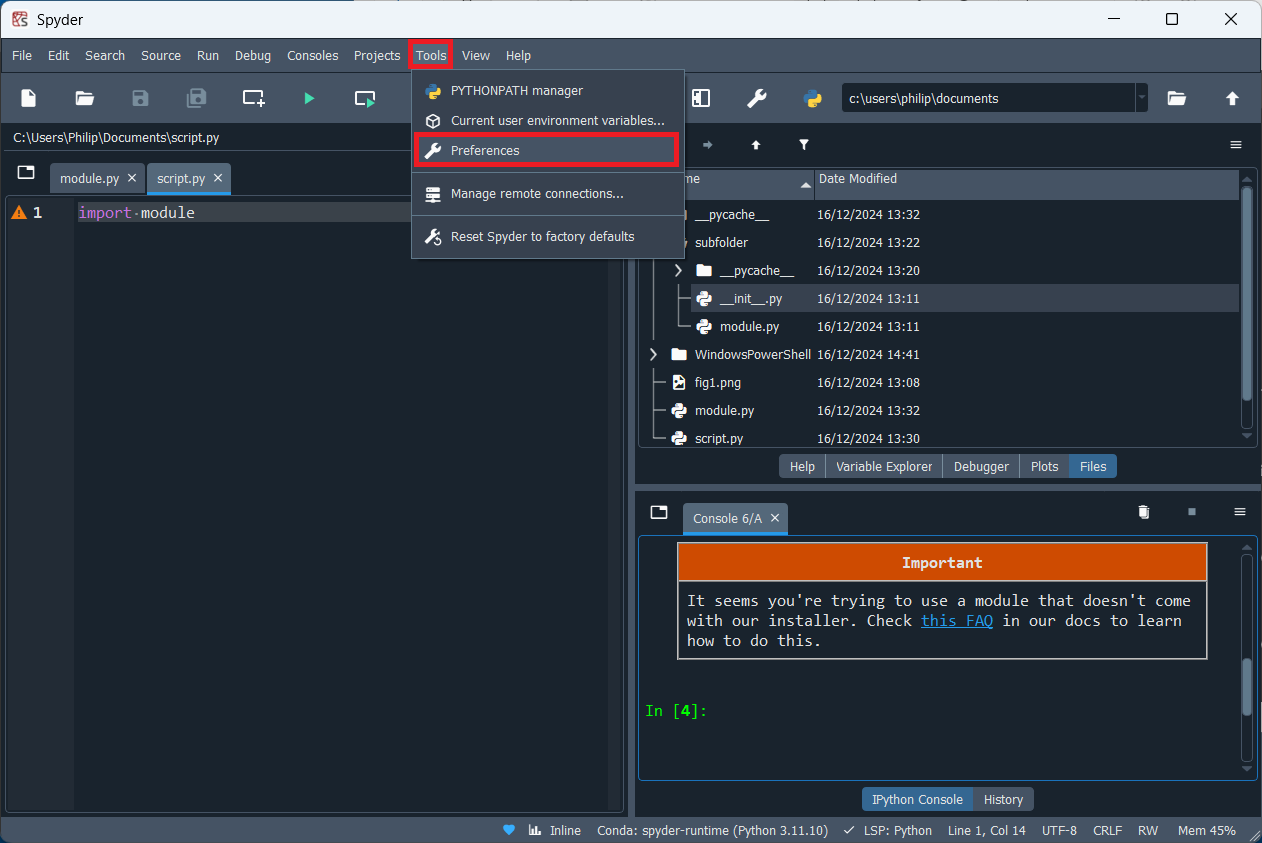 Spyder
File Edit Search Source Run Debug Consoles Projects Tools View Help
PYTHONPATH manager
Current user environment variables...
Preferences
Manage remote connections...
Reset Spyder to factory defaults
c:\users\philip\documents
C:\Users\Philip\Documents\script.py
module.py script.py
1 import module
me Date Modified
__pycache__ 16/12/2024 13:32
subfolder 16/12/2024 13:22
__pycache__ 16/12/2024 13:20
__init__.py 16/12/2024 13:11
module.py 16/12/2024 13:11
WindowsPowerShell 16/12/2024 14:41
fig1.png 16/12/2024 13:08
module.py 16/12/2024 13:32
script.py 16/12/2024 13:30
Help Variable Explorer Debugger Plots Files
Console 6/A
Important
It seems you're trying to use a module that doesn't come
with our installer. Check this FAQ in our docs to learn
how to do this.
In [4]:
IPython Console History
Inline Conda: spyder-runtime (Python 3.11.10) LSP: Python Line 1, Col 14 UTF-8 CRLF RW Mem 45%